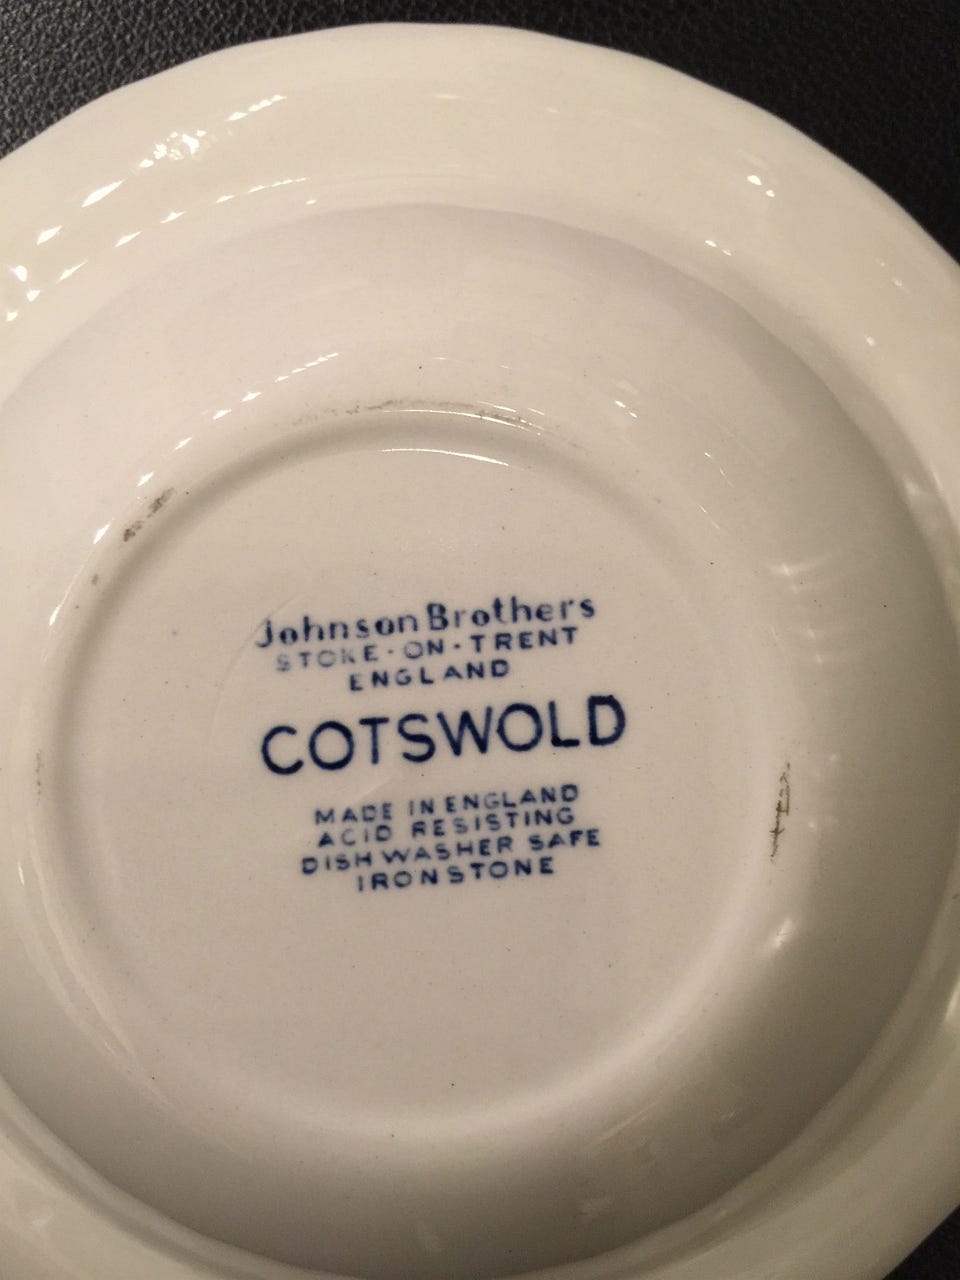 Johnson Brothers
STOKE-ON-TRENT
ENGLAND
COTSWOLD
MADE IN ENGLAND
ACID RESISTING
DISH WASHER SAFE
IRONSTONE